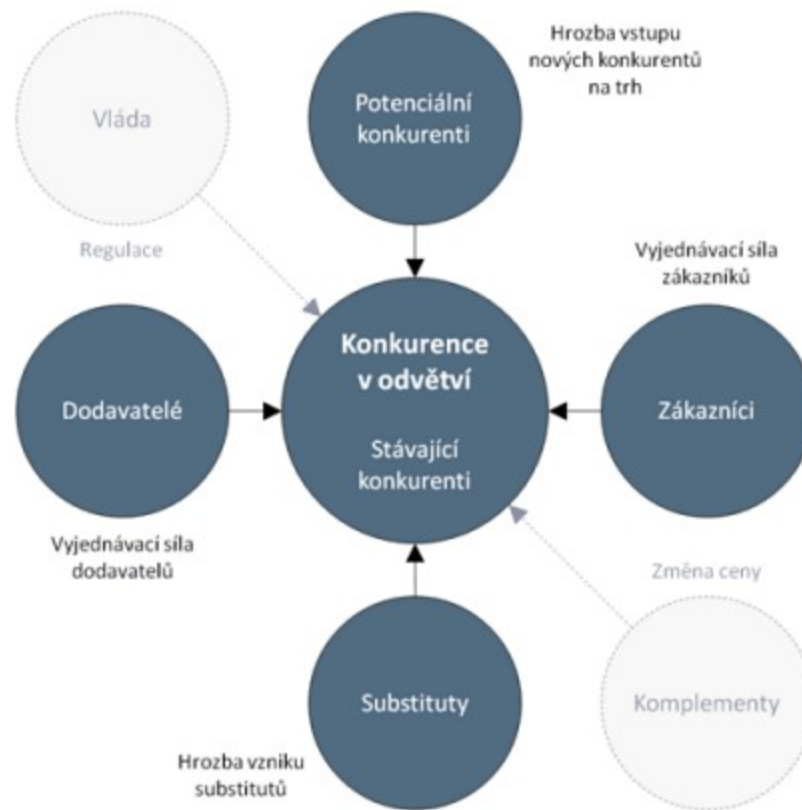 Hrozba vstupu
nových konkurentů
na trh
Vláda
Potenciální
konkurenti
Regulace
Vyjednávací síla
zákazníků
Konkurence
v odvětví
Dodavatelé
Zákazníci
Stávající
konkurenti
Vyjednávací síla
dodavatelů
Změna ceny
Substituty
Komplementy
Hrozba vzniku
substitutů